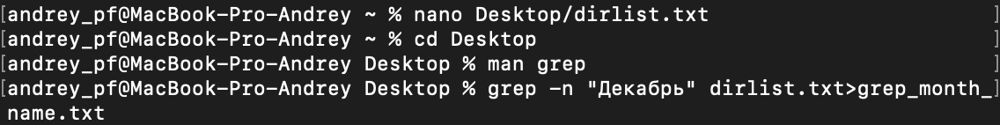 [andrey_pf@MacBook-Pro-Andrey ~ % nano Desktop/dirlist.txt ]
[andrey_pf@MacBook-Pro-Andrey ~ % cd Desktop ]
[andrey_pf@MacBook-Pro-Andrey Desktop % man grep ]
[andrey_pf@MacBook-Pro-Andrey Desktop % grep -n "Декабрь" dirlist.txt>grep_month_]
name.txt